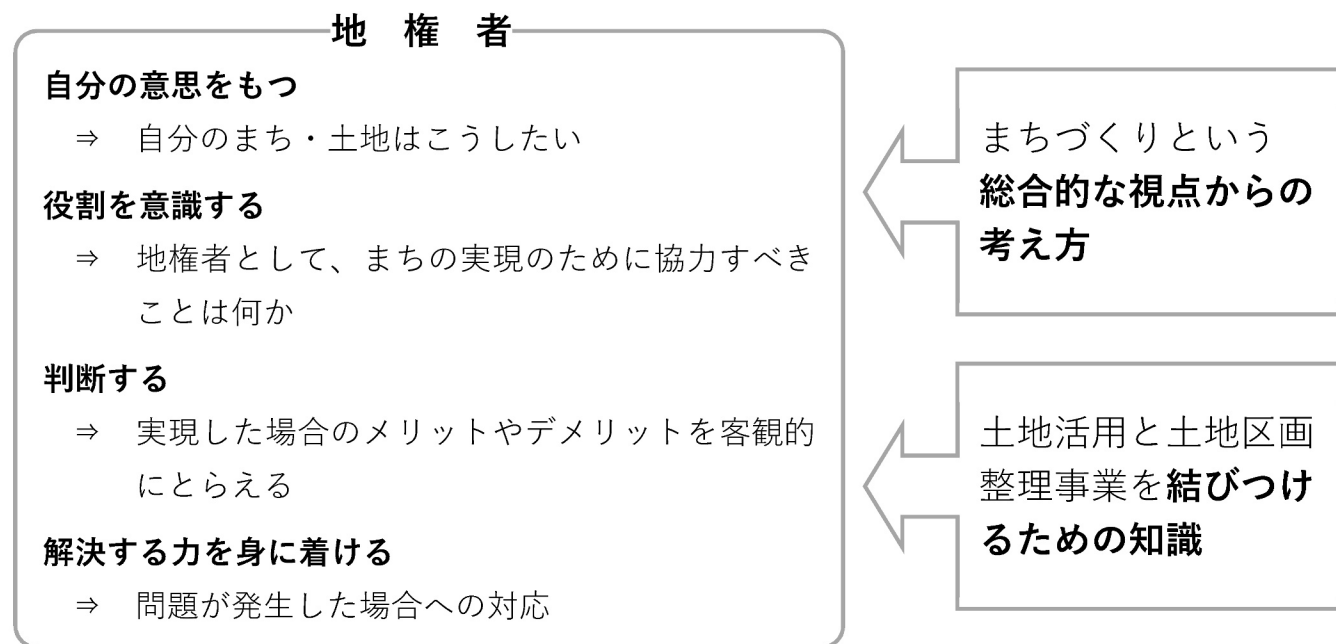 地　権　者
自分の意思をもつ
⇒　自分のまち・土地はこうしたい
役割を意識する
⇒　地権者として、まちの実現のために協力すべき
ことは何か
判断する
⇒　実現した場合のメリットやデメリットを客観的
にとらえる
解決する力を身に着ける
⇒　問題が発生した場合への対応
まちづくりという
総合的な視点からの
考え方
土地活用と土地区画
整理事業を結びつけ
るための知識